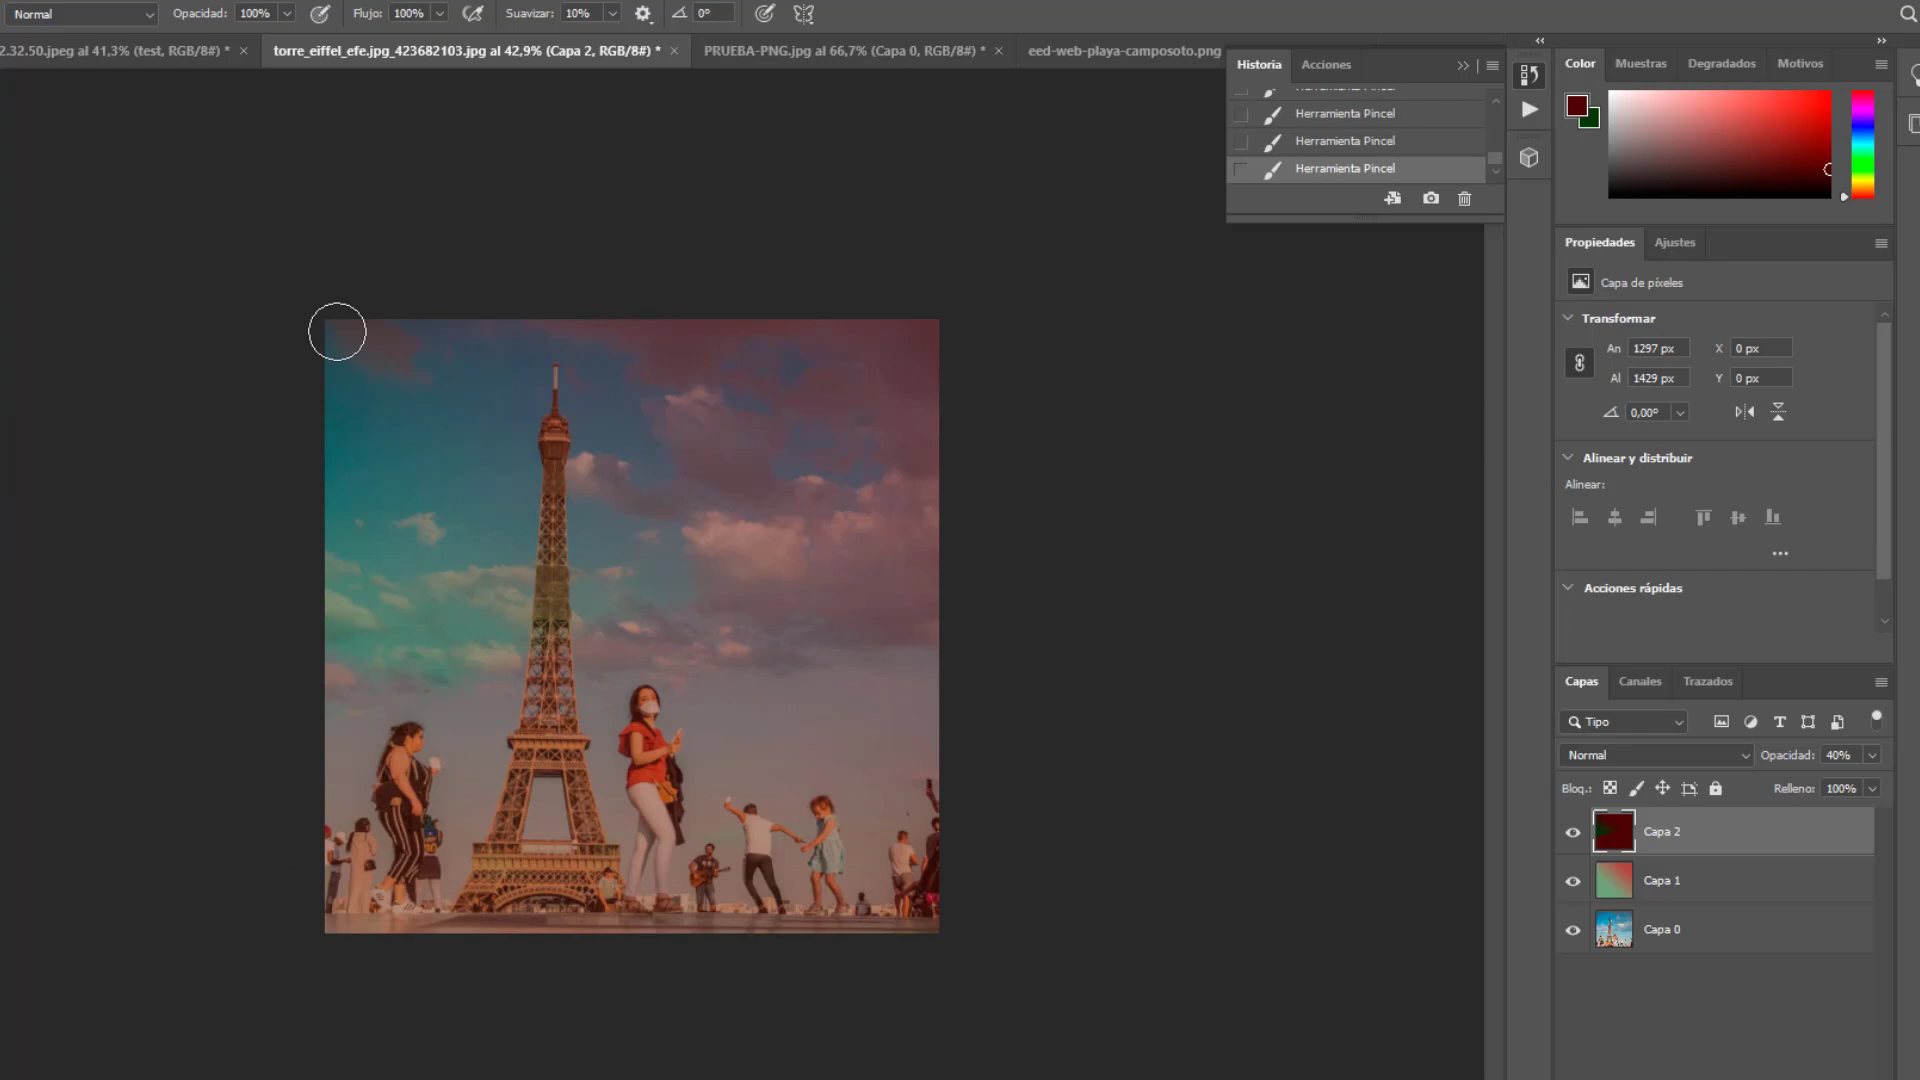 Normal Opacidad: 100% Flujo: 100% Suavizar: 10% 0°
2.32.50.jpeg al 41,3% (test, RGB/8#) * × torre_eiffel_efe.jpg_423682103.jpg al 42,9% (Capa 2, RGB/8#) * × PRUEBA-PNG.jpg al 66,7% (Capa 0, RGB/8#) * × eed-web-playa-camposoto.png
Historia Acciones
Herramienta Pincel
Herramienta Pincel
Herramienta Pincel
Herramienta Pincel
Color Muestras Degradados Motivos
Propiedades Ajustes
Capa de píxeles
Transformar
An 1297 px X 0 px
Al 1429 px Y 0 px
0,00°
Alinear y distribuir
Alinear:
Acciones rápidas
Capas Canales Trazados
Tipo
Normal Opacidad: 40%
Bloq.: Relleno: 100%
Capa 2
Capa 1
Capa 0